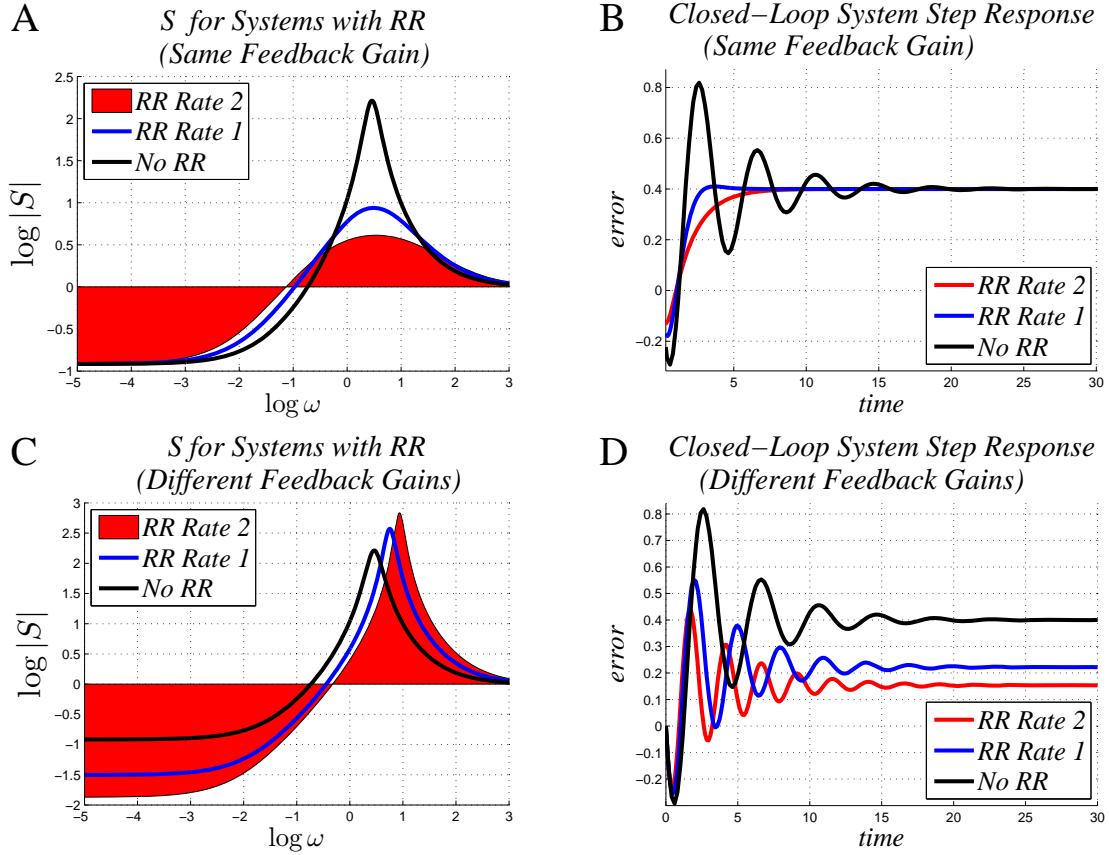 A
S for Systems with RR
(Same Feedback Gain)
2.5
2
1.5
1
0.5
0
−0.5
−1
log |S|
RR Rate 2
RR Rate 1
No RR
−5
−4
−3
−2
−1
0
1
2
3
log ω
B
Closed−Loop System Step Response
(Same Feedback Gain)
0.8
0.6
0.4
0.2
0
−0.2
error
RR Rate 2
RR Rate 1
No RR
5
10
15
20
25
30
time
C
S for Systems with RR
(Different Feedback Gains)
3
2.5
2
1.5
1
0.5
0
−0.5
−1
−1.5
−2
log |S|
RR Rate 2
RR Rate 1
No RR
−5
−4
−3
−2
−1
0
1
2
3
log ω
D
Closed−Loop System Step Response
(Different Feedback Gains)
0.8
0.7
0.6
0.5
0.4
0.3
0.2
0.1
0
−0.1
−0.2
error
RR Rate 2
RR Rate 1
No RR
0
5
10
15
20
25
30
time